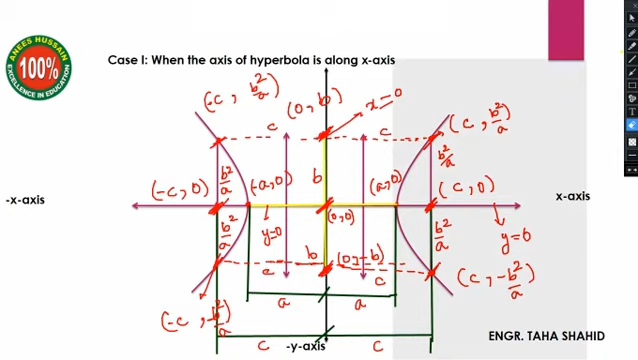 ANEES HUSSAIN
100%
EXCELLENCE IN EDUCATION
Case I: When the axis of hyperbola is along x-axis
(-c, b²/a)
(0, b)
x=0
(c, b²/a)
c
c
b²/a
b
b²/a
(-c, 0)
(-a, 0)
(a, 0)
(c, 0)
-x-axis
x-axis
(0,0)
b²/a
y=0
b²/a
y=0
b
(0,-b)
c
c
(c, -b²/a)
(-c, -b²/a)
a
a
c
-y-axis
c
ENGR. TAHA SHAHID